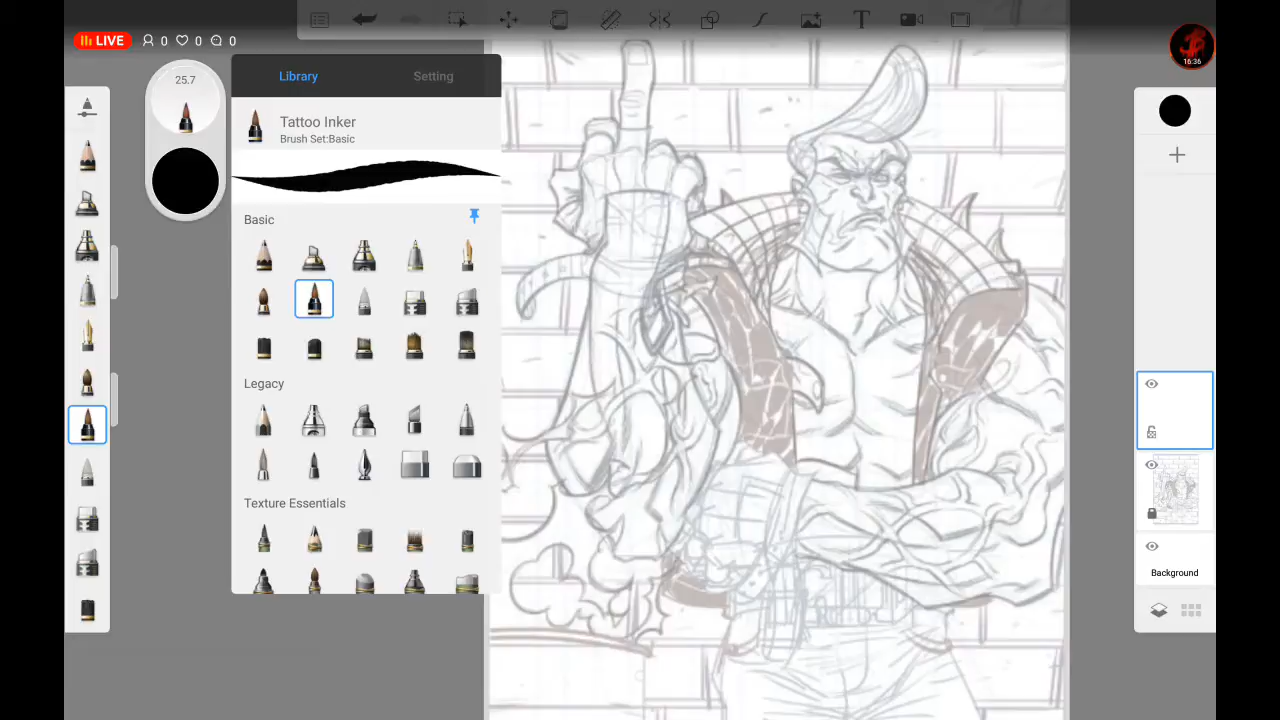 LIVE 0 0 0
16:36
25.7
Library Setting
Tattoo Inker
Brush Set:Basic
Basic
Legacy
Texture Essentials
Background